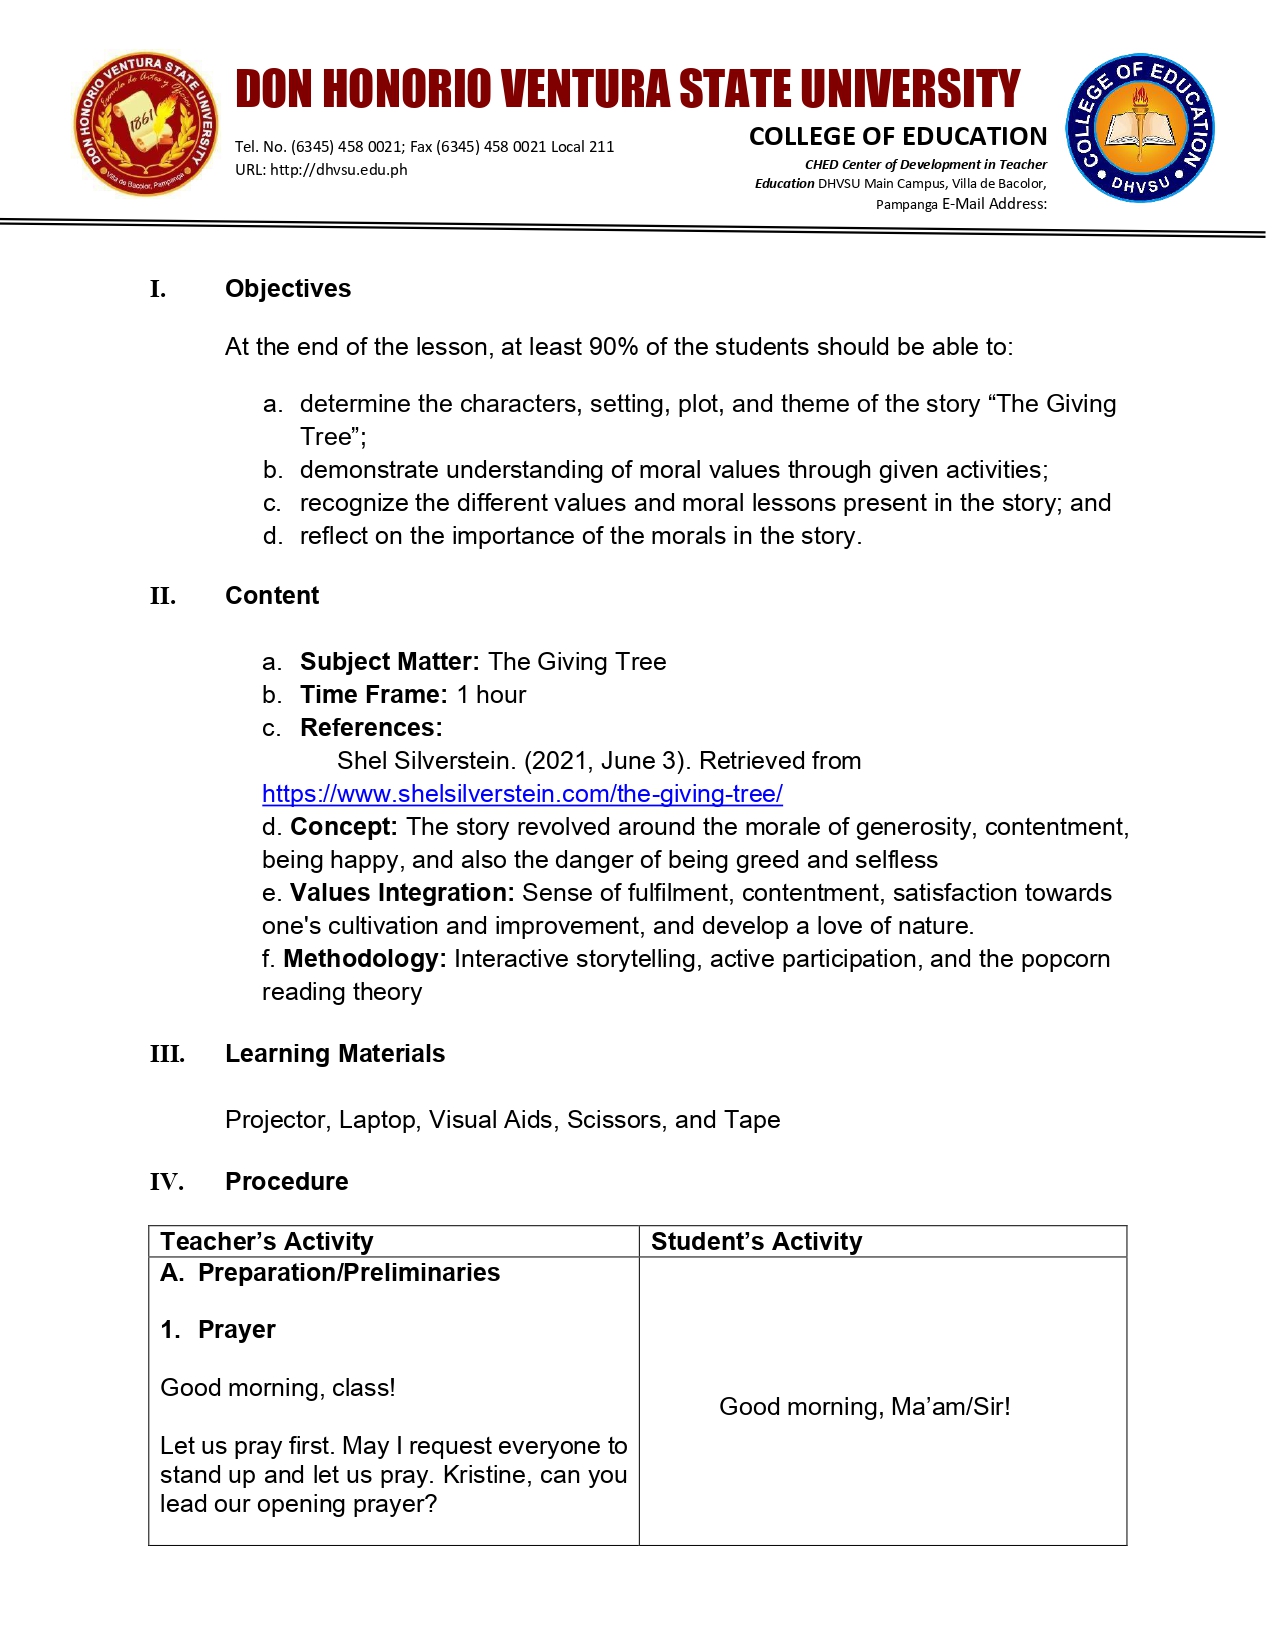 DON HONORIO VENTURA STATE UNIVERSITY
Escuela de Artes y Oficios
1861
Villa de Bacolor, Pampanga
DON HONORIO VENTURA STATE UNIVERSITY
Tel. No. (6345) 458 0021; Fax (6345) 458 0021 Local 211
URL: http://dhvsu.edu.ph
COLLEGE OF EDUCATION
CHED Center of Development in Teacher
Education DHVSU Main Campus, Villa de Bacolor,
Pampanga E-Mail Address:
COLLEGE OF EDUCATION
DHVSU
I. Objectives
At the end of the lesson, at least 90% of the students should be able to:
a. determine the characters, setting, plot, and theme of the story “The Giving
Tree”;
b. demonstrate understanding of moral values through given activities;
c. recognize the different values and moral lessons present in the story; and
d. reflect on the importance of the morals in the story.
II. Content
a. Subject Matter: The Giving Tree
b. Time Frame: 1 hour
c. References:
Shel Silverstein. (2021, June 3). Retrieved from
https://www.shelsilverstein.com/the-giving-tree/
d. Concept: The story revolved around the morale of generosity, contentment,
being happy, and also the danger of being greed and selfless
e. Values Integration: Sense of fulfilment, contentment, satisfaction towards
one's cultivation and improvement, and develop a love of nature.
f. Methodology: Interactive storytelling, active participation, and the popcorn
reading theory
III. Learning Materials
Projector, Laptop, Visual Aids, Scissors, and Tape
IV. Procedure
Teacher’s Activity
Student’s Activity
A. Preparation/Preliminaries
1. Prayer
Good morning, class!
Good morning, Ma’am/Sir!
Let us pray first. May I request everyone to
stand up and let us pray. Kristine, can you
lead our opening prayer?